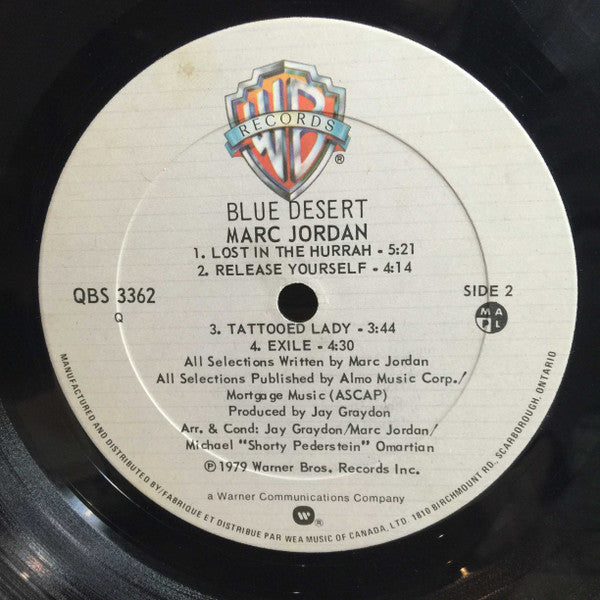 WB
RECORDS
®
BLUE DESERT
MARC JORDAN
1. LOST IN THE HURRAH - 5:21
2. RELEASE YOURSELF - 4:14
QBS 3362
Q
SIDE 2
M A
P L
3. TATTOOED LADY - 3:44
4. EXILE - 4:30
All Selections Written by Marc Jordan
All Selections Published by Almo Music Corp./
Mortgage Music (ASCAP)
Produced by Jay Graydon
Arr. & Cond: Jay Graydon/Marc Jordan/
Michael "Shorty Pederstein" Omartian
℗ 1979 Warner Bros. Records Inc.
a Warner Communications Company
®
MANUFACTURED AND DISTRIBUTED BY/FABRIQUE ET DISTRIBUE PAR WEA MUSIC OF CANADA, LTD. 1810 BIRCHMOUNT RD, SCARBOROUGH, ONTARIO